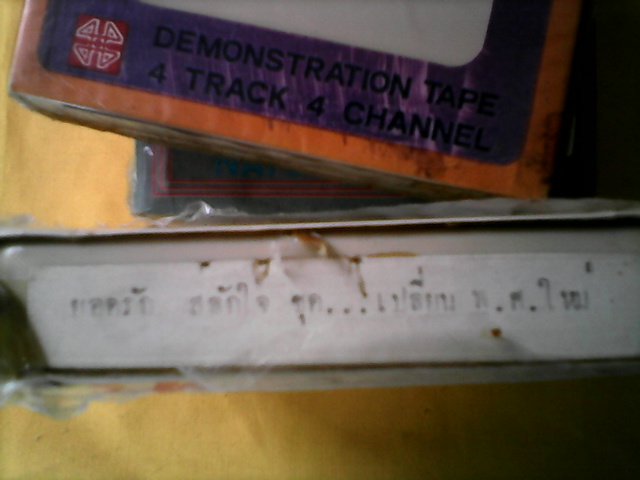 DEMONSTRATION TAPE
4 TRACK 4 CHANNEL
ยอดรัก สลักใจ ชุด...เปลี่ยน พ.ศ.ใหม่